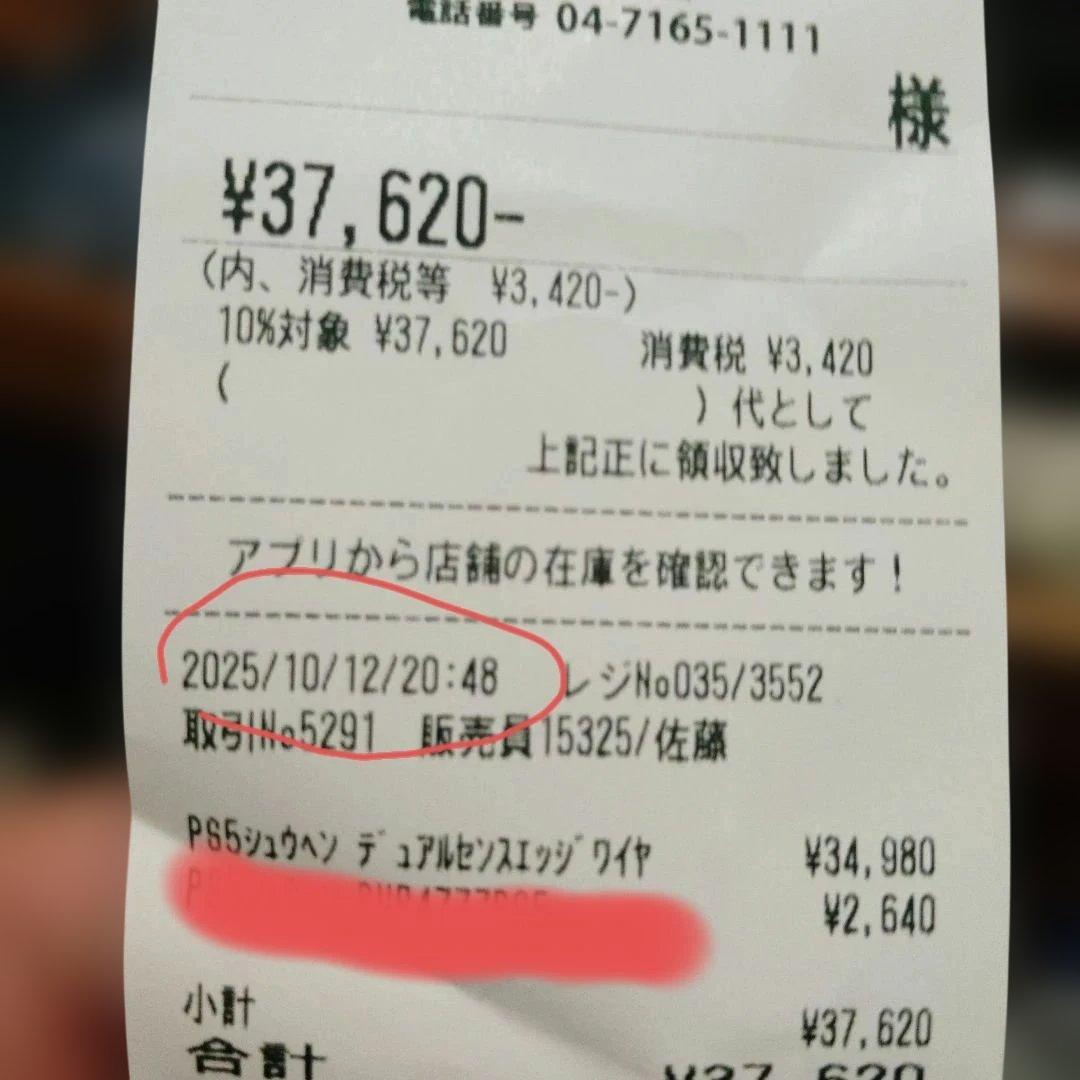 電話番号 04-7165-1111
様
¥37,620-
(内、消費税等 ¥3,420-)
10%対象 ¥37,620 消費税 ¥3,420
( ) 代として
上記正に領収致しました。
アプリから店舗の在庫を確認できます!
2025/10/12/20:48 レジNo035/3552
取引No5291 販売員15325/佐藤
PS5ｼｭｳﾍﾝ ﾃﾞｭｱﾙｾﾝｽｴｯｼﾞﾜｲﾔ ¥34,980
¥2,640
小計 ¥37,620
合計 ¥37,620